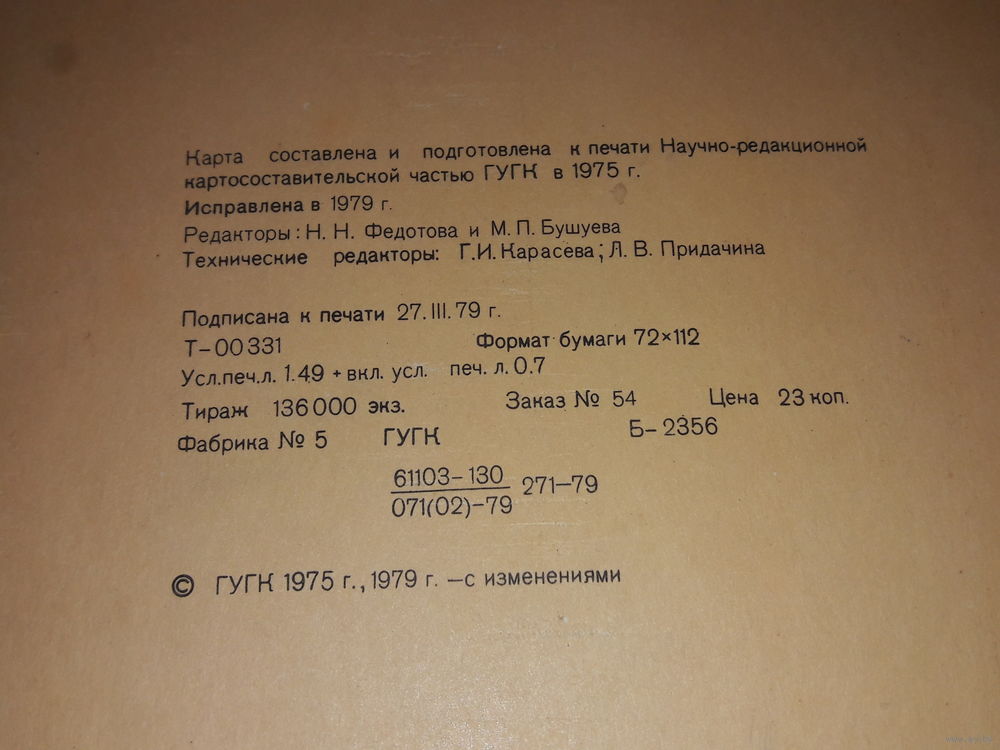 Карта составлена и подготовлена к печати Научно-редакционной
картосоставительской частью ГУГК в 1975 г.
Исправлена в 1979 г.
Редакторы: Н. Н. Федотова и М. П. Бушуева
Технические редакторы: Г.И. Карасёва, Л. В. Придачина
Подписана к печати 27. III. 79 г.
Т-00331 Формат бумаги 72×112
Усл.печ.л. 1.49 + вкл. усл. печ. л. 0.7
Тираж 136000 экз. Заказ № 54 Цена 23 коп.
Фабрика № 5 ГУГК Б-2356
61103-130
071(02)-79 271-79
© ГУГК 1975 г., 1979 г. -с изменениями